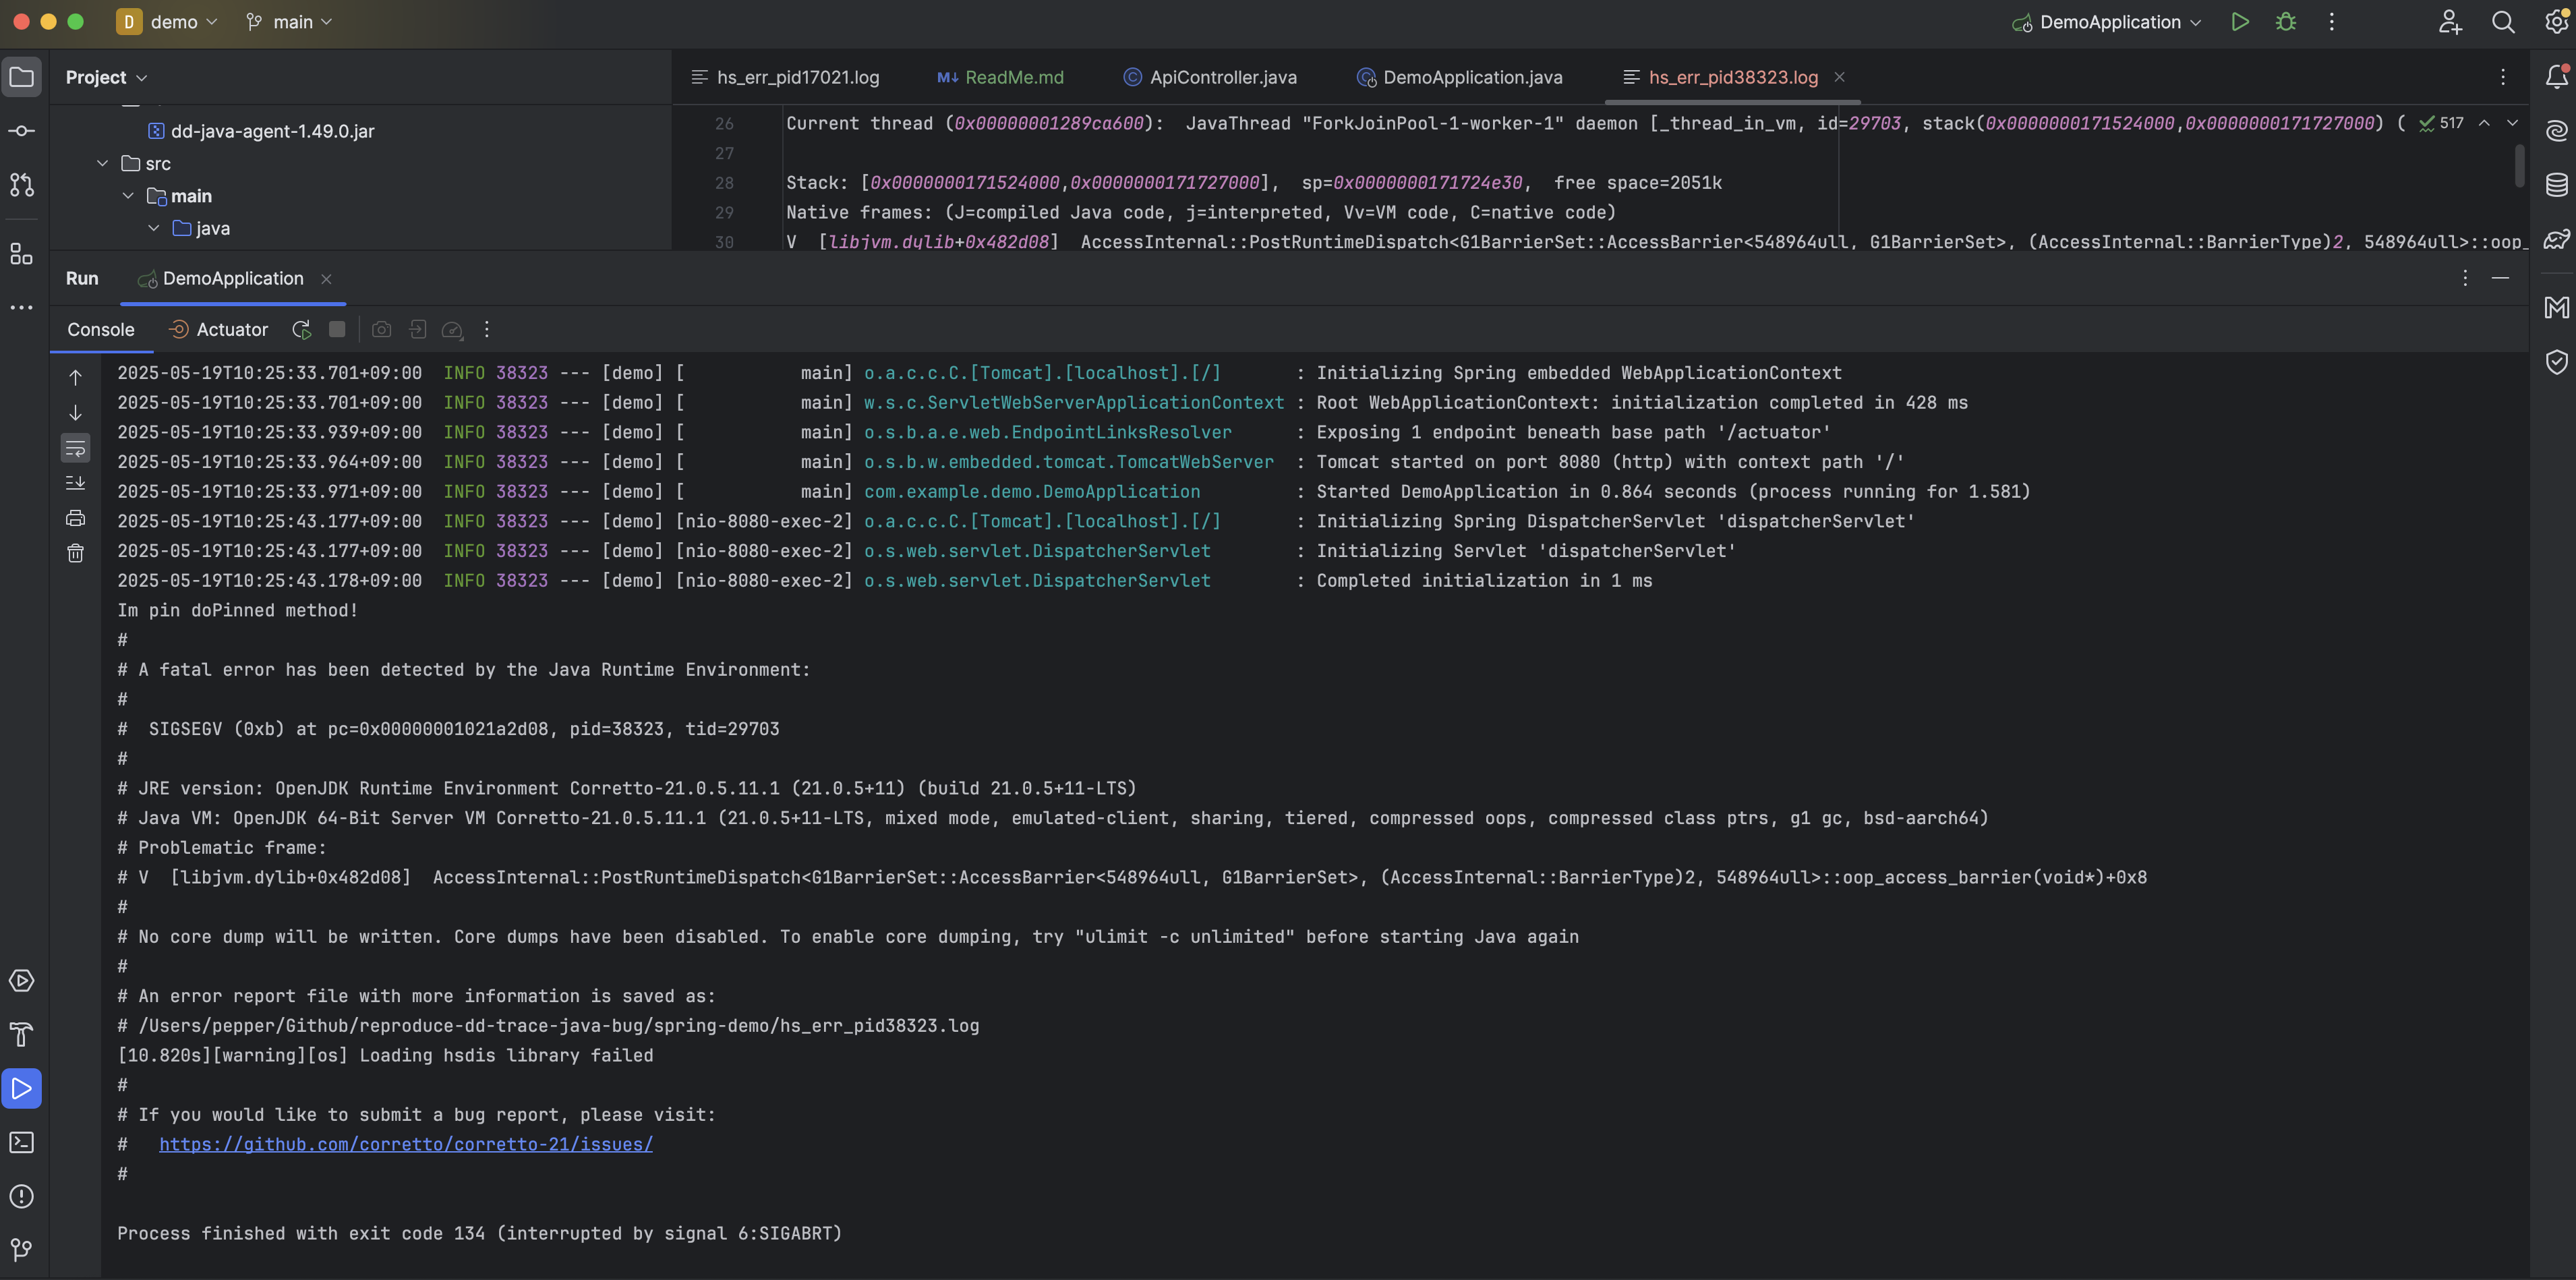 D demo main DemoApplication
Project
hs_err_pid17021.log M↓ ReadMe.md C ApiController.java C DemoApplication.java hs_err_pid38323.log
dd-java-agent-1.49.0.jar
src
main
java
26 Current thread (0x00000001289ca600): JavaThread "ForkJoinPool-1-worker-1" daemon [_thread_in_vm, id=29703, stack(0x0000000171524000,0x0000000171727000) ( 517
27
28 Stack: [0x0000000171524000,0x0000000171727000], sp=0x0000000171724e30, free space=2051k
29 Native frames: (J=compiled Java code, j=interpreted, Vv=VM code, C=native code)
30 V [libjvm.dylib+0x482d08] AccessInternal::PostRuntimeDispatch<G1BarrierSet::AccessBarrier<548964ull, G1BarrierSet>, (AccessInternal::BarrierType)2, 548964ull>::oop_
Run DemoApplication
Console Actuator
2025-05-19T10:25:33.701+09:00 INFO 38323 --- [demo] [ main] o.a.c.c.C.[Tomcat].[localhost].[/] : Initializing Spring embedded WebApplicationContext
2025-05-19T10:25:33.701+09:00 INFO 38323 --- [demo] [ main] w.s.c.ServletWebServerApplicationContext : Root WebApplicationContext: initialization completed in 428 ms
2025-05-19T10:25:33.939+09:00 INFO 38323 --- [demo] [ main] o.s.b.a.e.web.EndpointLinksResolver : Exposing 1 endpoint beneath base path '/actuator'
2025-05-19T10:25:33.964+09:00 INFO 38323 --- [demo] [ main] o.s.b.w.embedded.tomcat.TomcatWebServer : Tomcat started on port 8080 (http) with context path '/'
2025-05-19T10:25:33.971+09:00 INFO 38323 --- [demo] [ main] com.example.demo.DemoApplication : Started DemoApplication in 0.864 seconds (process running for 1.581)
2025-05-19T10:25:43.177+09:00 INFO 38323 --- [demo] [nio-8080-exec-2] o.a.c.c.C.[Tomcat].[localhost].[/] : Initializing Spring DispatcherServlet 'dispatcherServlet'
2025-05-19T10:25:43.177+09:00 INFO 38323 --- [demo] [nio-8080-exec-2] o.s.web.servlet.DispatcherServlet : Initializing Servlet 'dispatcherServlet'
2025-05-19T10:25:43.178+09:00 INFO 38323 --- [demo] [nio-8080-exec-2] o.s.web.servlet.DispatcherServlet : Completed initialization in 1 ms
Im pin doPinned method!
#
# A fatal error has been detected by the Java Runtime Environment:
#
# SIGSEGV (0xb) at pc=0x00000001021a2d08, pid=38323, tid=29703
#
# JRE version: OpenJDK Runtime Environment Corretto-21.0.5.11.1 (21.0.5+11) (build 21.0.5+11-LTS)
# Java VM: OpenJDK 64-Bit Server VM Corretto-21.0.5.11.1 (21.0.5+11-LTS, mixed mode, emulated-client, sharing, tiered, compressed oops, compressed class ptrs, g1 gc, bsd-aarch64)
# Problematic frame:
# V [libjvm.dylib+0x482d08] AccessInternal::PostRuntimeDispatch<G1BarrierSet::AccessBarrier<548964ull, G1BarrierSet>, (AccessInternal::BarrierType)2, 548964ull>::oop_access_barrier(void*)+0x8
#
# No core dump will be written. Core dumps have been disabled. To enable core dumping, try "ulimit -c unlimited" before starting Java again
#
# An error report file with more information is saved as:
# /Users/pepper/Github/reproduce-dd-trace-java-bug/spring-demo/hs_err_pid38323.log
[10.820s][warning][os] Loading hsdis library failed
#
# If you would like to submit a bug report, please visit:
# https://github.com/corretto/corretto-21/issues/
#
Process finished with exit code 134 (interrupted by signal 6:SIGABRT)